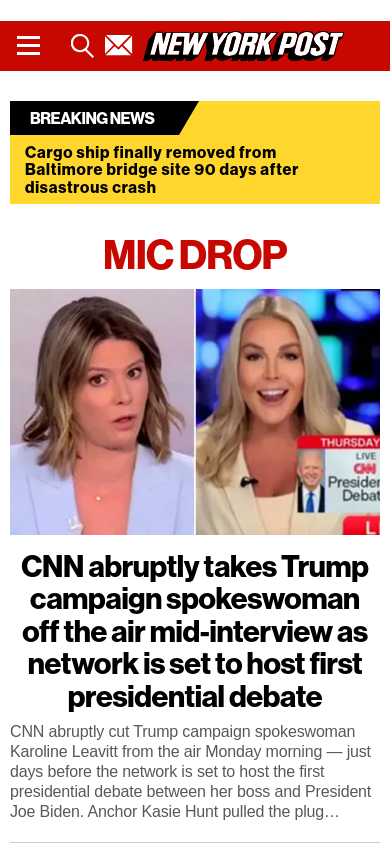 NEW YORK POST
BREAKING NEWS
Cargo ship finally removed from
Baltimore bridge site 90 days after
disastrous crash
MIC DROP
THURSDAY
LIVE
CNN
Presiden
Debat
L
CNN abruptly takes Trump
campaign spokeswoman
off the air mid-interview as
network is set to host first
presidential debate
CNN abruptly cut Trump campaign spokeswoman
Karoline Leavitt from the air Monday morning — just
days before the network is set to host the first
presidential debate between her boss and President
Joe Biden. Anchor Kasie Hunt pulled the plug…